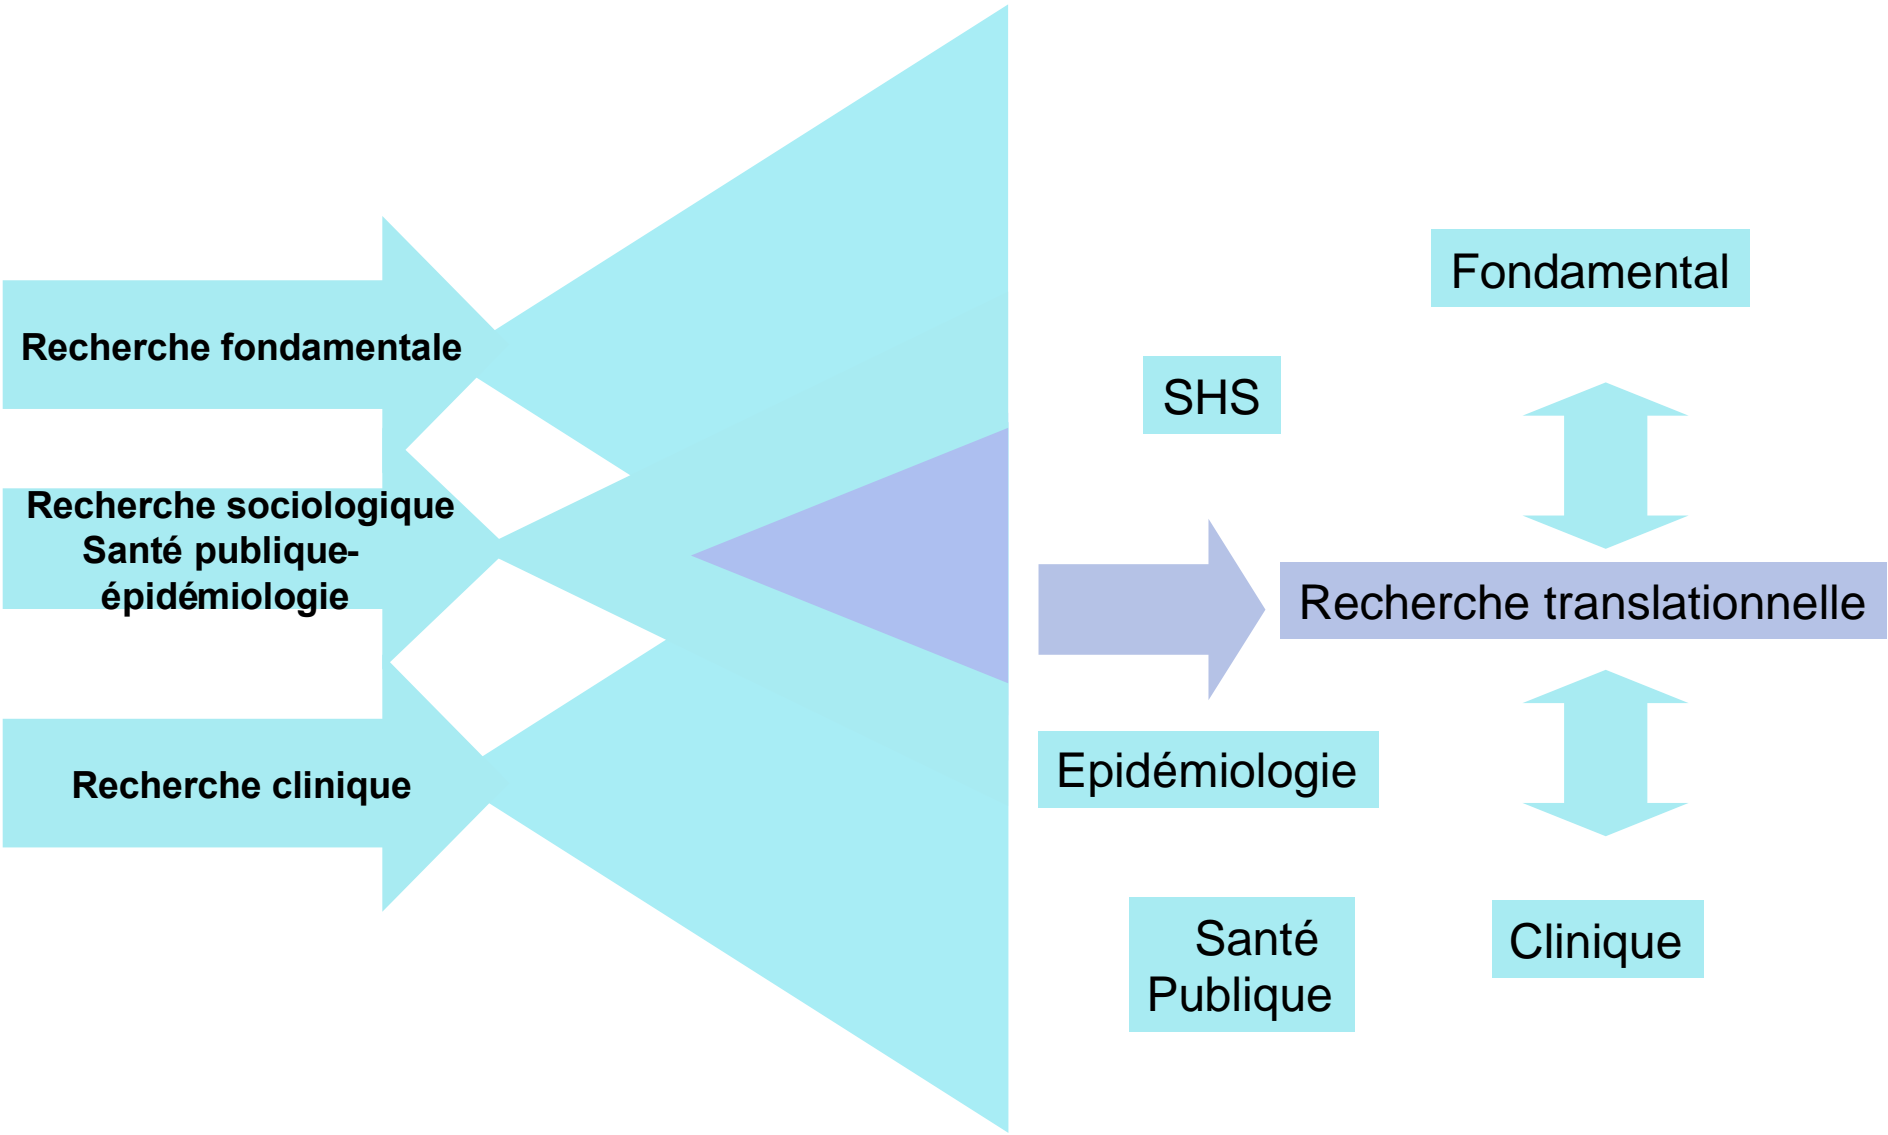 Recherche fondamentale
Recherche sociologique
Santé publique-
épidémiologie
Recherche clinique
Fondamental
SHS
Recherche translationnelle
Epidémiologie
Santé
Publique
Clinique